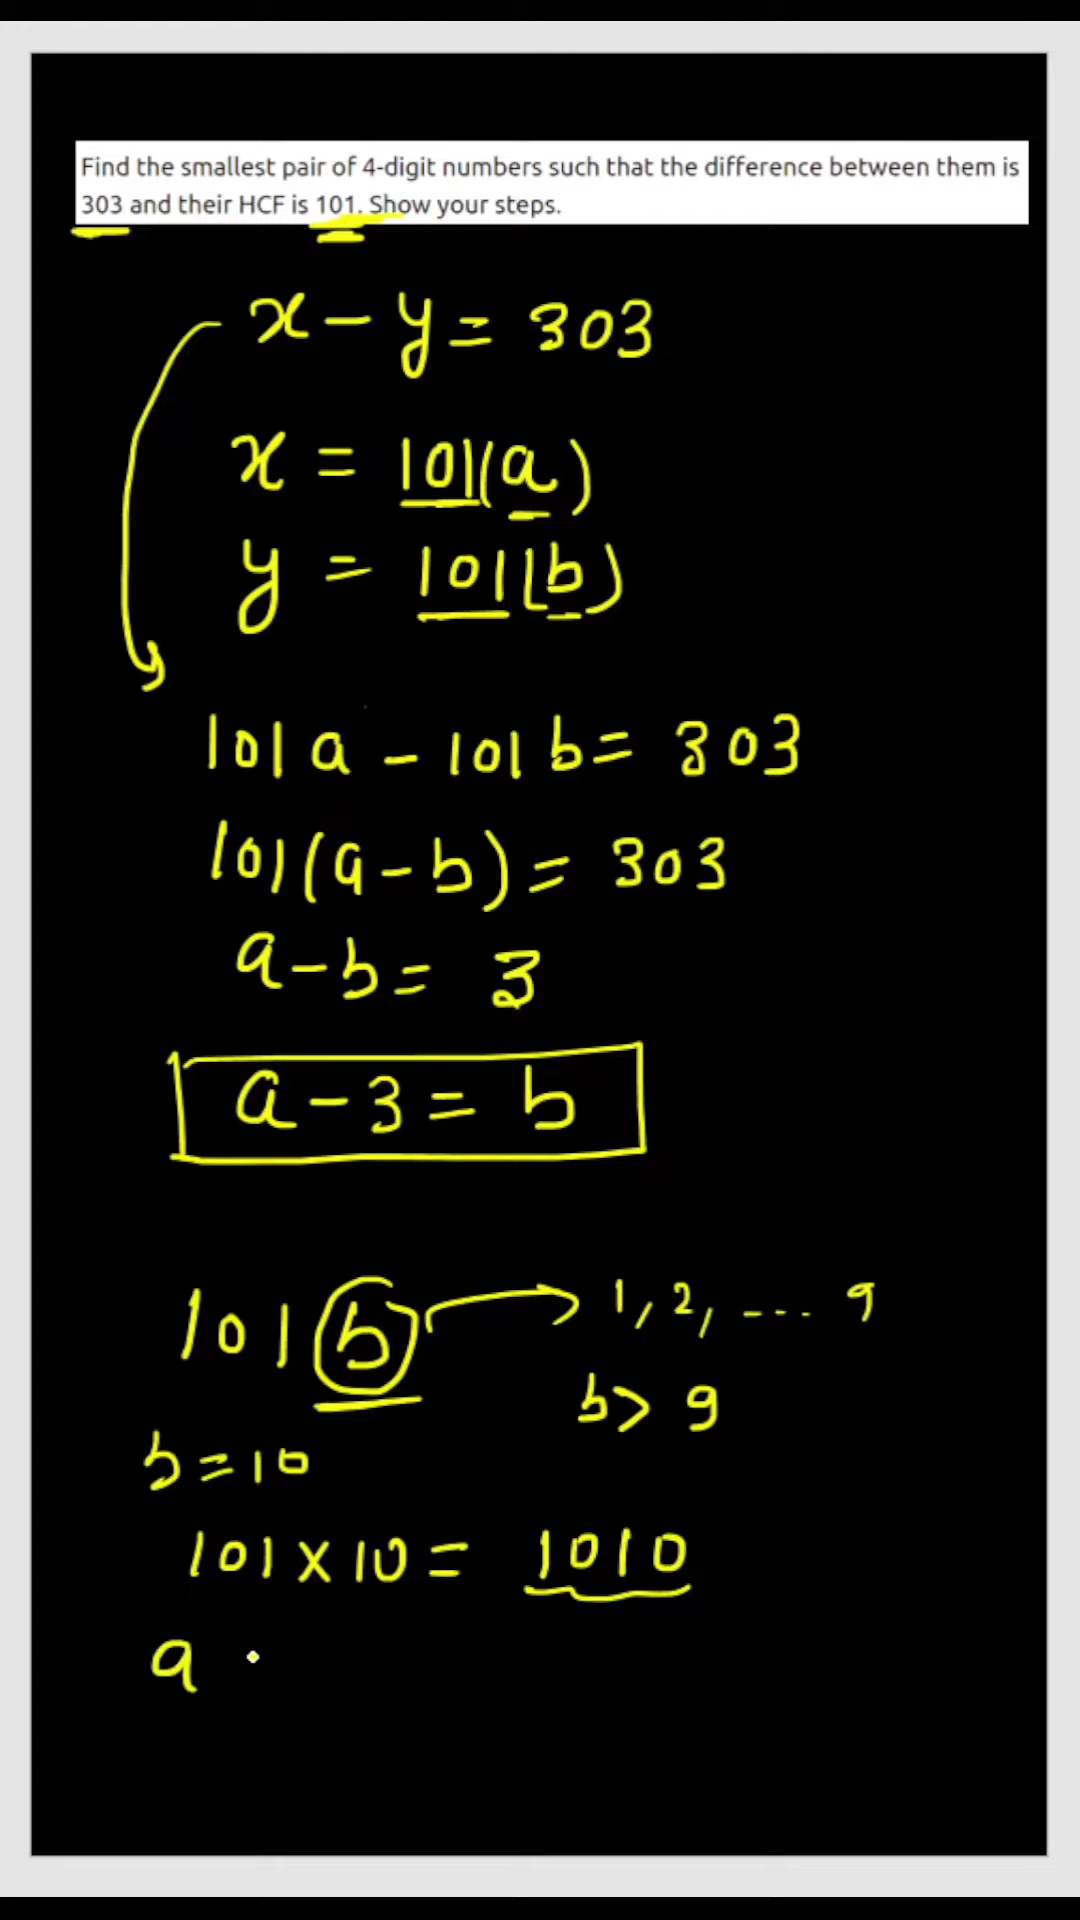 Find the smallest pair of 4-digit numbers such that the difference between them is
303 and their HCF is 101. Show your steps.
x - y = 303
x = 101(a)
y = 101(b)
101a - 101b = 303
101(a - b) = 303
a - b = 3
a - 3 = b
101b → 1, 2, --- 9
b > 9
b = 10
101 x 10 = 1010
a